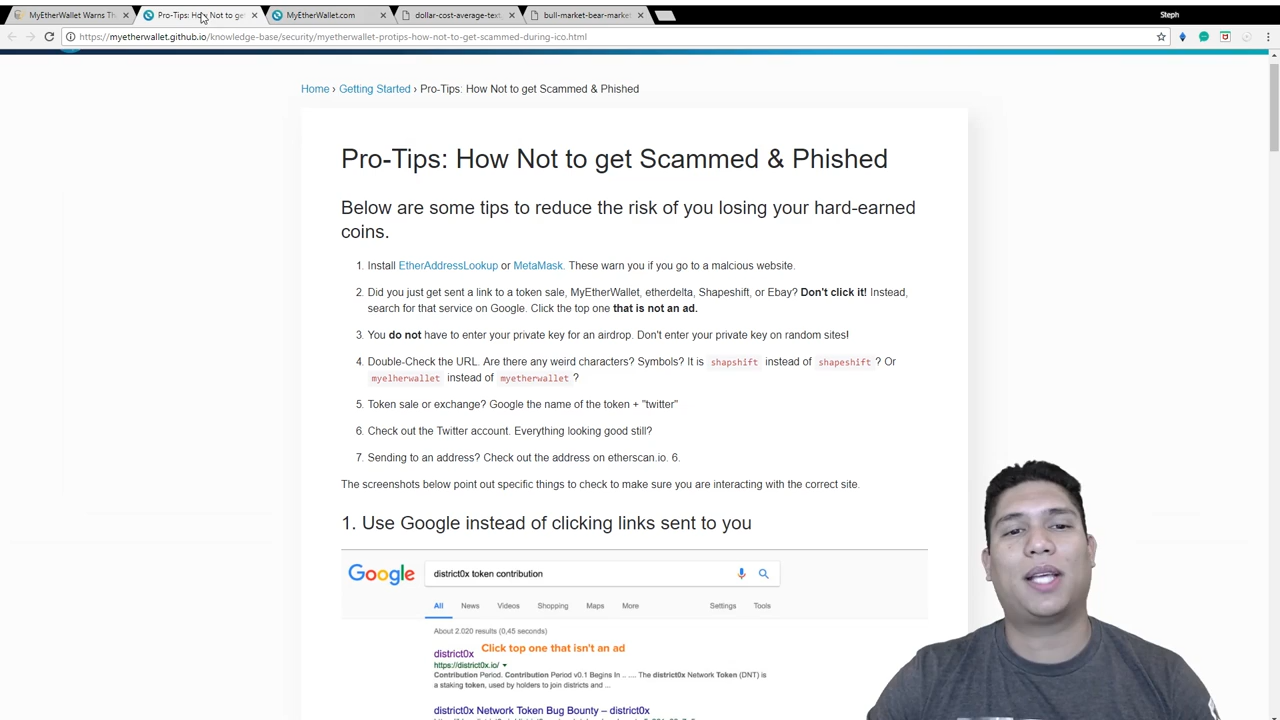 MyEtherWallet Warns Th
Pro-Tips: How Not to get
MyEtherWallet.com
dollar-cost-average-text
bull-market-bear-market
Steph
https://myetherwallet.github.io/knowledge-base/security/myetherwallet-protips-how-not-to-get-scammed-during-ico.html
Home › Getting Started › Pro-Tips: How Not to get Scammed & Phished
Pro-Tips: How Not to get Scammed & Phished
Below are some tips to reduce the risk of you losing your hard-earned
coins.
1. Install EtherAddressLookup or MetaMask. These warn you if you go to a malcious website.
2. Did you just get sent a link to a token sale, MyEtherWallet, etherdelta, Shapeshift, or Ebay? Don't click it! Instead,
search for that service on Google. Click the top one that is not an ad.
3. You do not have to enter your private key for an airdrop. Don't enter your private key on random sites!
4. Double-Check the URL. Are there any weird characters? Symbols? It is shapshift instead of shapeshift ? Or
myelherwallet instead of myetherwallet ?
5. Token sale or exchange? Google the name of the token + "twitter"
6. Check out the Twitter account. Everything looking good still?
7. Sending to an address? Check out the address on etherscan.io. 6.
The screenshots below point out specific things to check to make sure you are interacting with the correct site.
1. Use Google instead of clicking links sent to you
Google district0x token contribution
All News Videos Shopping Maps More Settings Tools
About 2.020 results (0,45 seconds)
district0x Click top one that isn't an ad
https://district0x.io/
Contribution Period. Contribution Period v0.1 Begins In .. .... The district0x Network Token (DNT) is
a staking token, used by holders to join districts and ...
district0x Network Token Bug Bounty – district0x